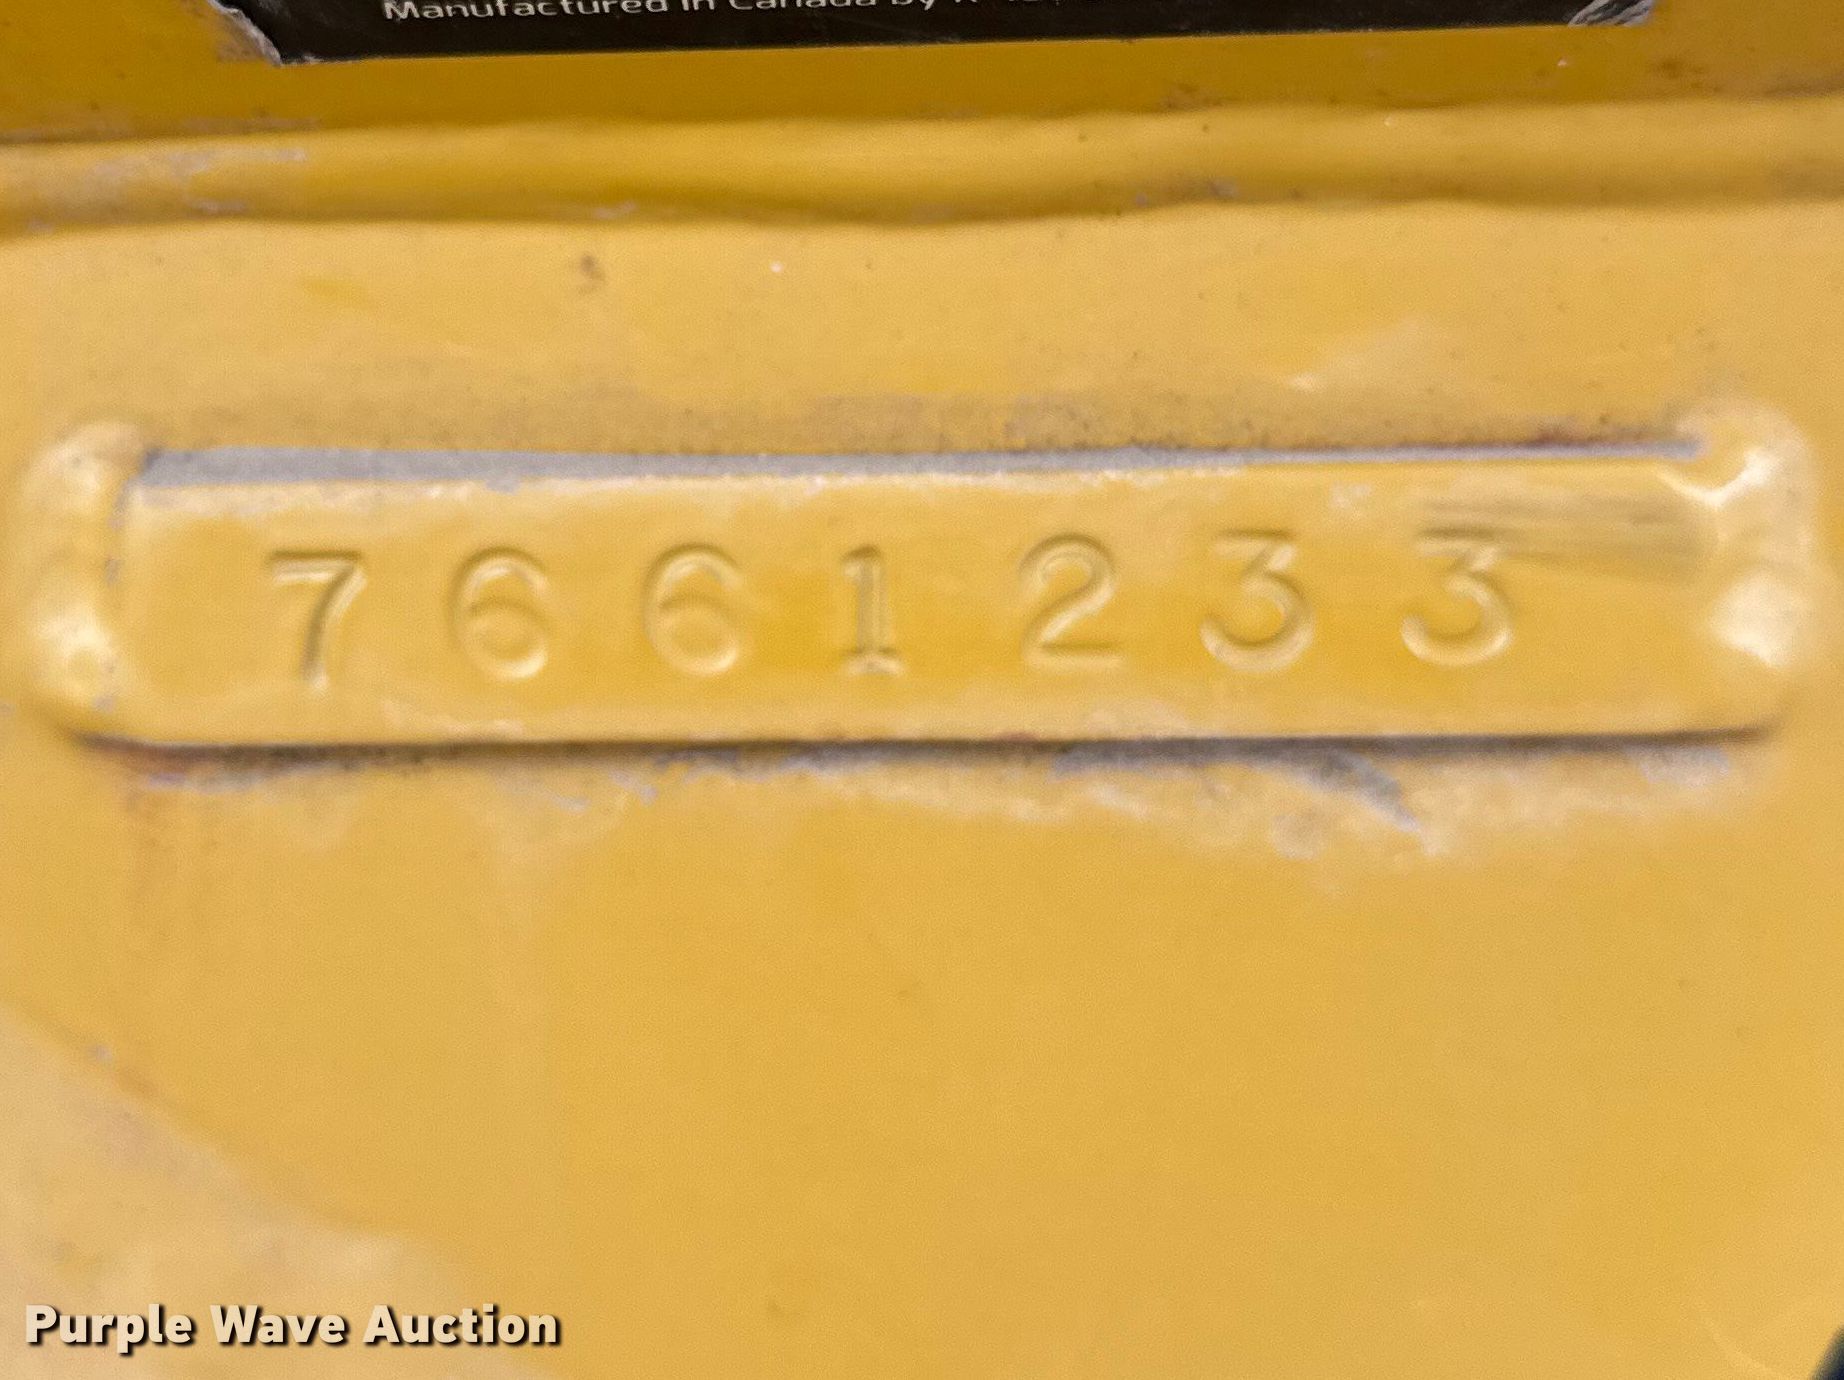 Manufactured in Canada by
7661233
Purple Wave Auction